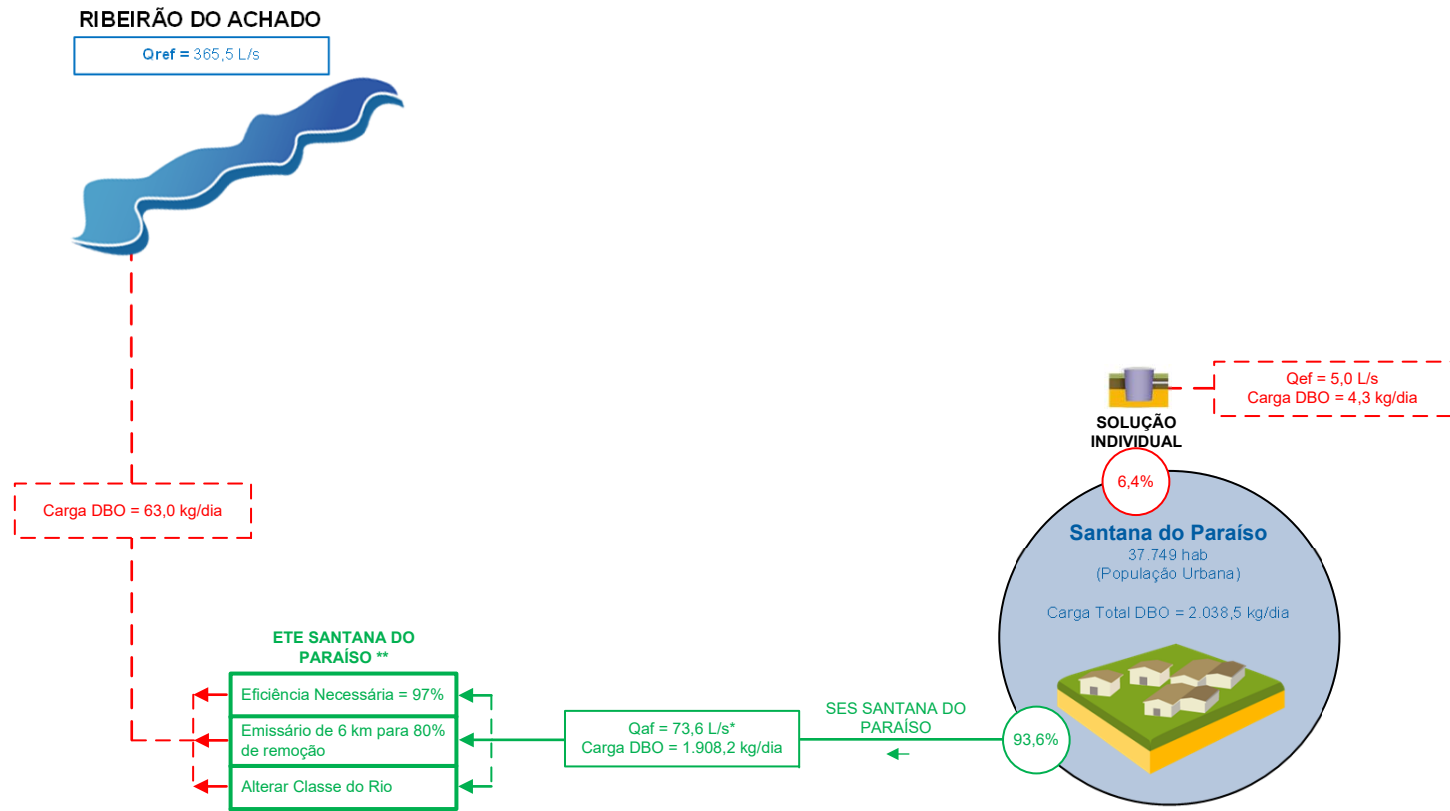 RIBEIRÃO DO ACHADO
Qref = 365,5 L/s
Qef = 5,0 L/s
Carga DBO = 4,3 kg/dia
SOLUÇÃO
INDIVIDUAL
6,4%
Santana do Paraíso
37.749 hab
(População Urbana)
Carga Total DBO = 2.038,5 kg/dia
93,6%
SES SANTANA DO
PARAÍSO
Qaf = 73,6 L/s*
Carga DBO = 1.908,2 kg/dia
ETE SANTANA DO
PARAÍSO **
Eficiência Necessária = 97%
Emissário de 6 km para 80%
de remoção
Alterar Classe do Rio
Carga DBO = 63,0 kg/dia